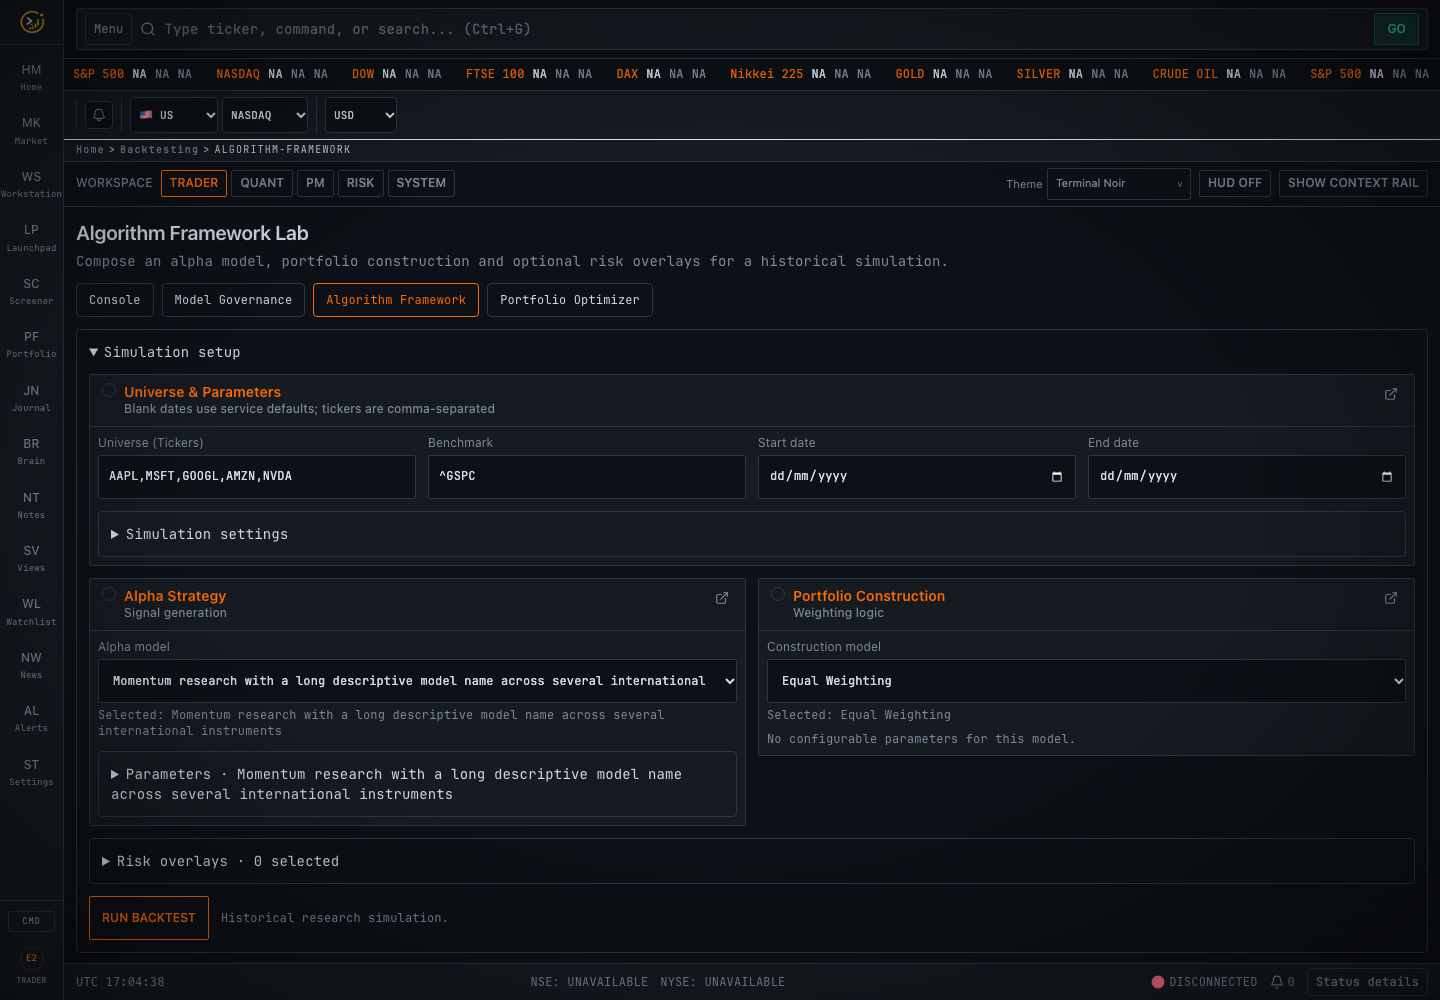 Menu
Type ticker, command, or search... (Ctrl+G)
GO
S&P 500 NA NA NA NASDAQ NA NA NA DOW NA NA NA FTSE 100 NA NA NA DAX NA NA NA Nikkei 225 NA NA NA GOLD NA NA NA SILVER NA NA NA CRUDE OIL NA NA NA S&P 500 NA NA NA
US
NASDAQ
USD
Home > Backtesting > ALGORITHM-FRAMEWORK
WORKSPACE TRADER QUANT PM RISK SYSTEM
Theme Terminal Noir HUD OFF SHOW CONTEXT RAIL
HM
Home
MK
Market
WS
Workstation
LP
Launchpad
SC
Screener
PF
Portfolio
JN
Journal
BR
Brain
NT
Notes
SV
Views
WL
Watchlist
NW
News
AL
Alerts
ST
Settings
CMD
E2
TRADER
Algorithm Framework Lab
Compose an alpha model, portfolio construction and optional risk overlays for a historical simulation.
Console
Model Governance
Algorithm Framework
Portfolio Optimizer
Simulation setup
Universe & Parameters
Blank dates use service defaults; tickers are comma-separated
Universe (Tickers)
AAPL,MSFT,GOOGL,AMZN,NVDA
Benchmark
^GSPC
Start date
dd/mm/yyyy
End date
dd/mm/yyyy
Simulation settings
Alpha Strategy
Signal generation
Alpha model
Momentum research with a long descriptive model name across several international
Selected: Momentum research with a long descriptive model name across several
international instruments
Parameters · Momentum research with a long descriptive model name
across several international instruments
Portfolio Construction
Weighting logic
Construction model
Equal Weighting
Selected: Equal Weighting
No configurable parameters for this model.
Risk overlays · 0 selected
RUN BACKTEST
Historical research simulation.
UTC 17:04:38
NSE: UNAVAILABLE NYSE: UNAVAILABLE
DISCONNECTED
0
Status details